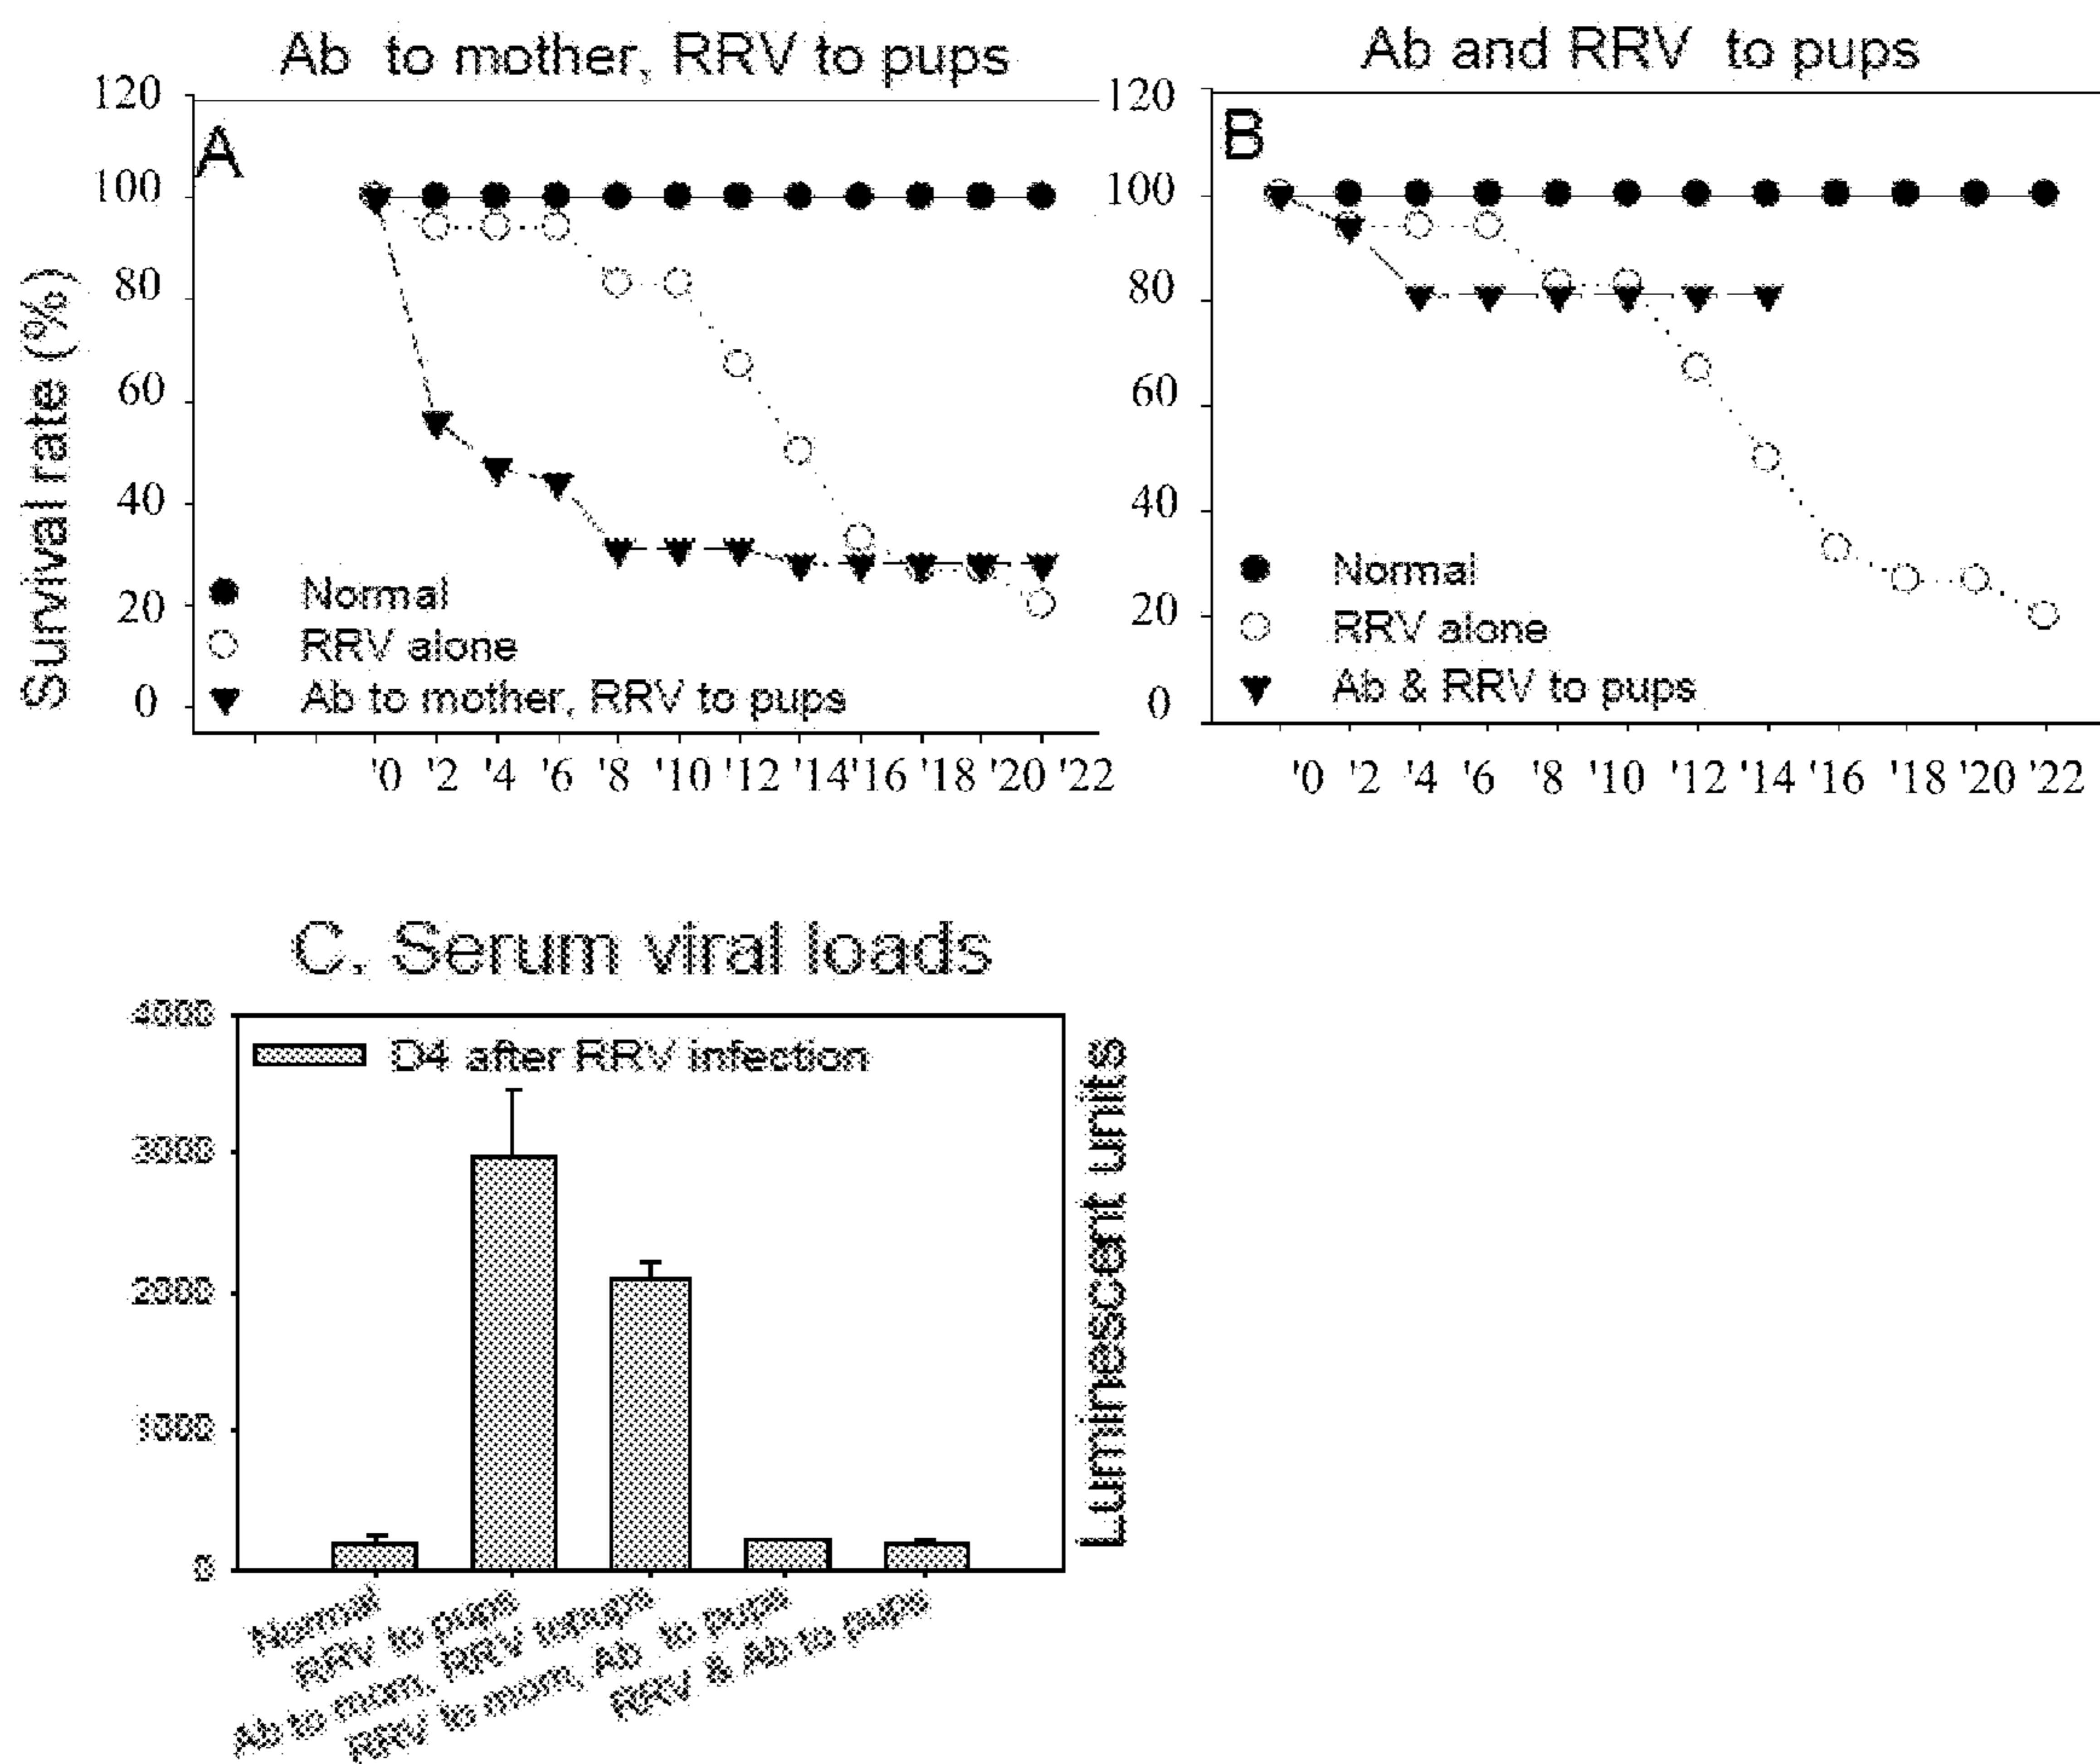 Ab to mother, RRV to pups
120
A
100
80
60
40
20
0
Survival rate (%)
Normal
RRV alone
Ab to mother, RRV to pups
'0 '2 '4 '6 '8 '10 '12 '14 '16 '18 '20 '22
Ab and RRV to pups
120
B
100
80
60
40
20
0
Normal
RRV alone
Ab & RRV to pups
'0 '2 '4 '6 '8 '10 '12 '14 '16 '18 '20 '22
C. Serum viral loads
4000
3000
2000
1000
0
D4 after RRV infection
Luminescent units
Normal
RRV to pups
Ab to mom, RRV topups
RRV to mom, Ab to pups
RRV & Ab to pups